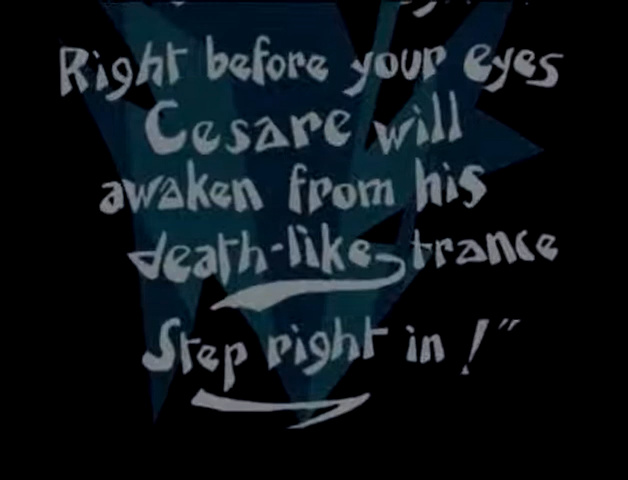 Right before your eyes
Cesare will
awaken from his
death-like trance
Step right in!"